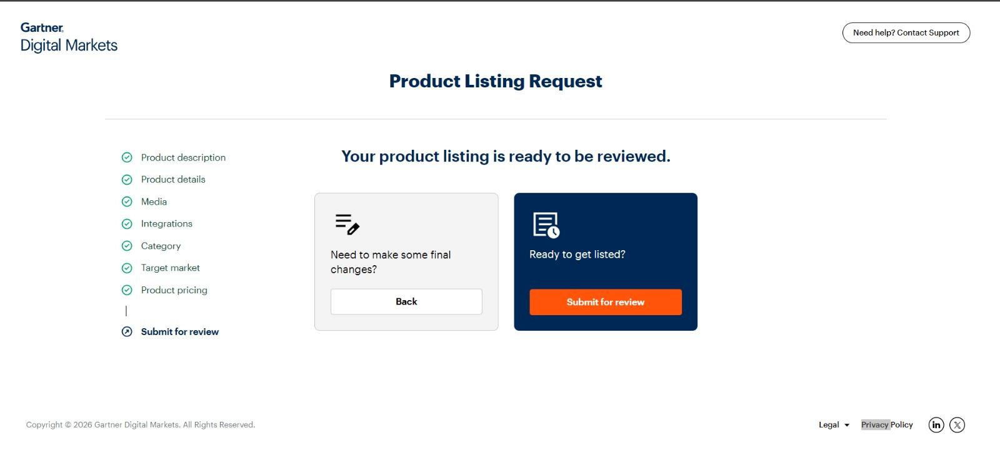 Gartner.
Digital Markets
Need help? Contact Support
Product Listing Request
Product description
Product details
Media
Integrations
Category
Target market
Product pricing
Submit for review
Your product listing is ready to be reviewed.
Need to make some final
changes?
Back
Ready to get listed?
Submit for review
Copyright © 2026 Gartner Digital Markets. All Rights Reserved.
Legal
Privacy Policy
in
X